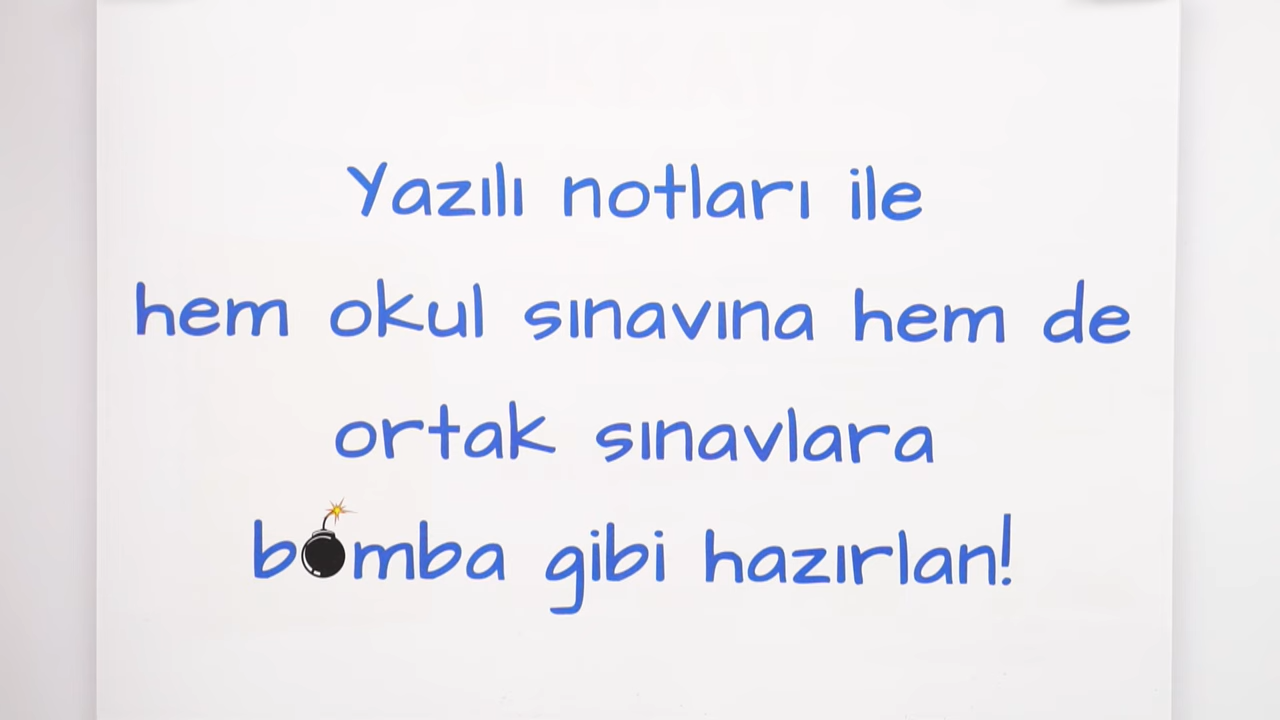 Yazılı notları ile
hem okul sınavına hem de
ortak sınavlara
bomba gibi hazırlan!